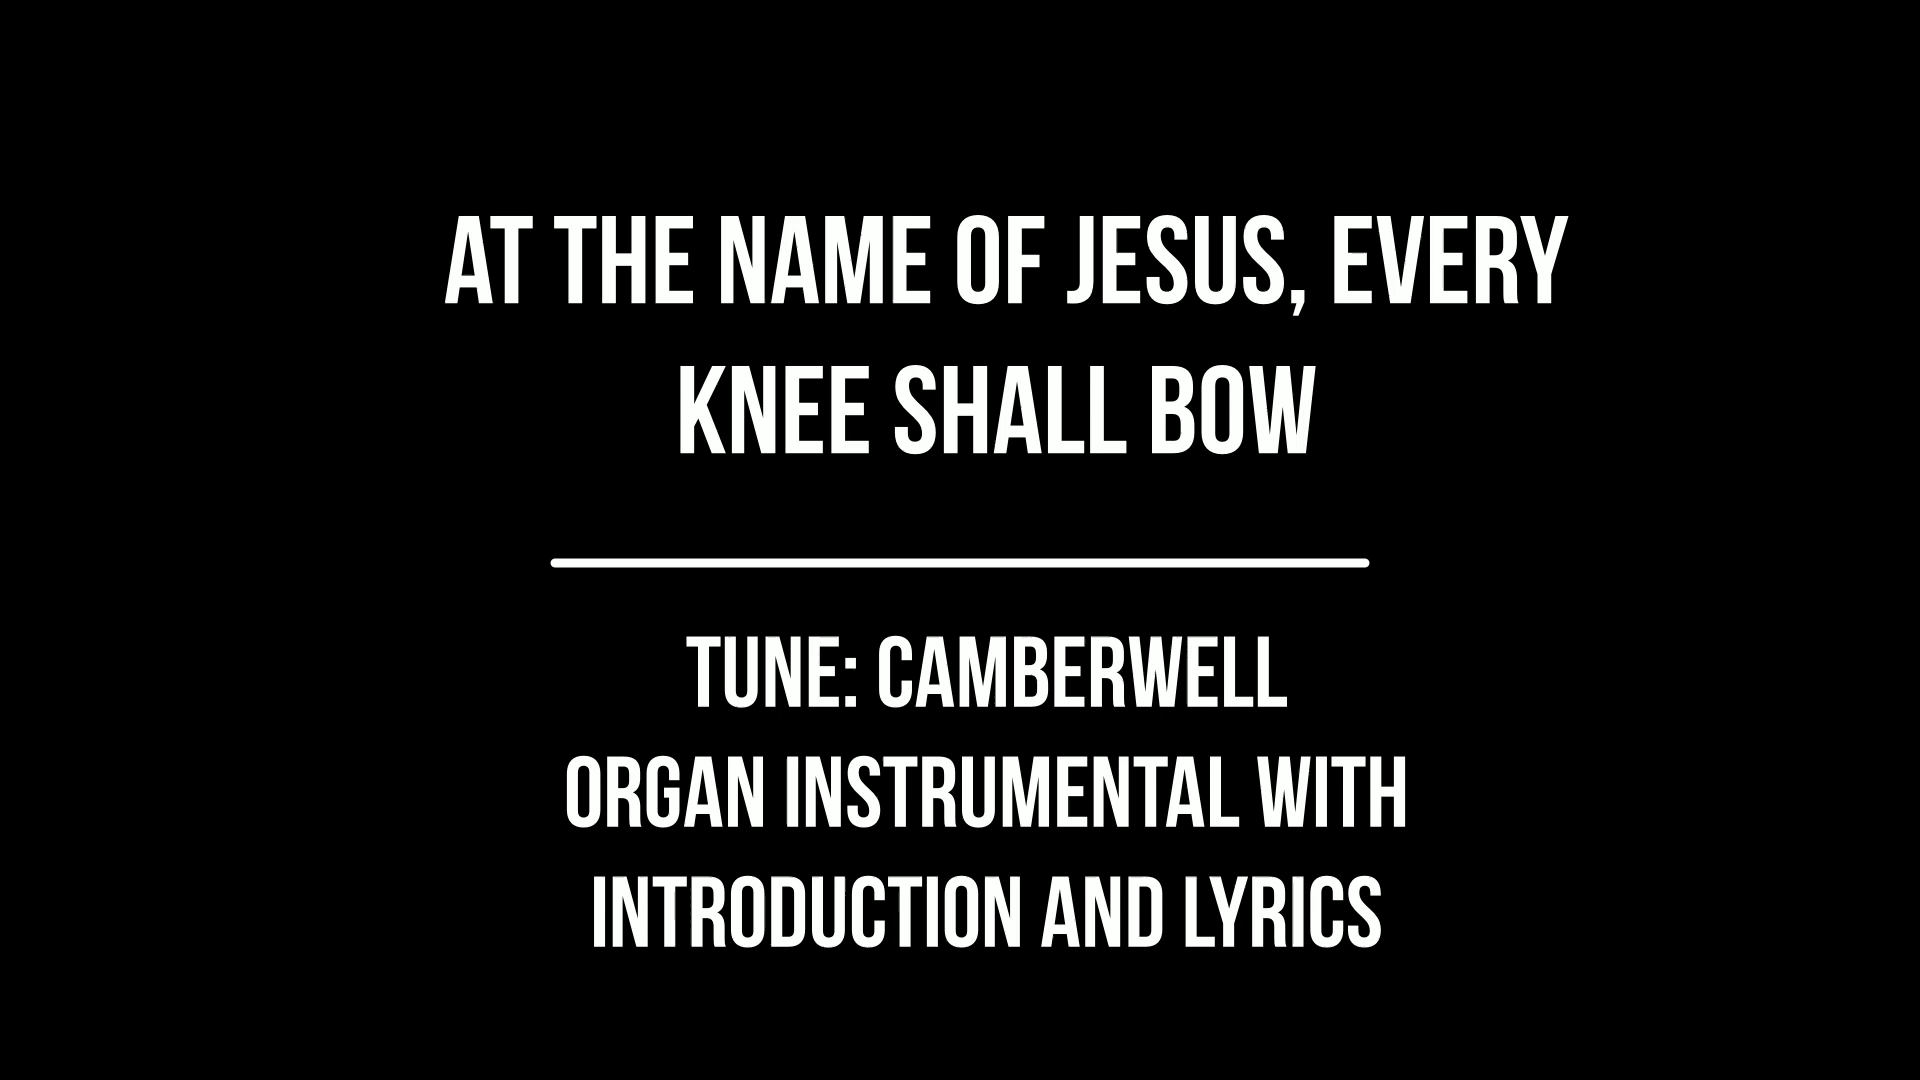 AT THE NAME OF JESUS, EVERY
KNEE SHALL BOW
TUNE: CAMBERWELL
ORGAN INSTRUMENTAL WITH
INTRODUCTION AND LYRICS